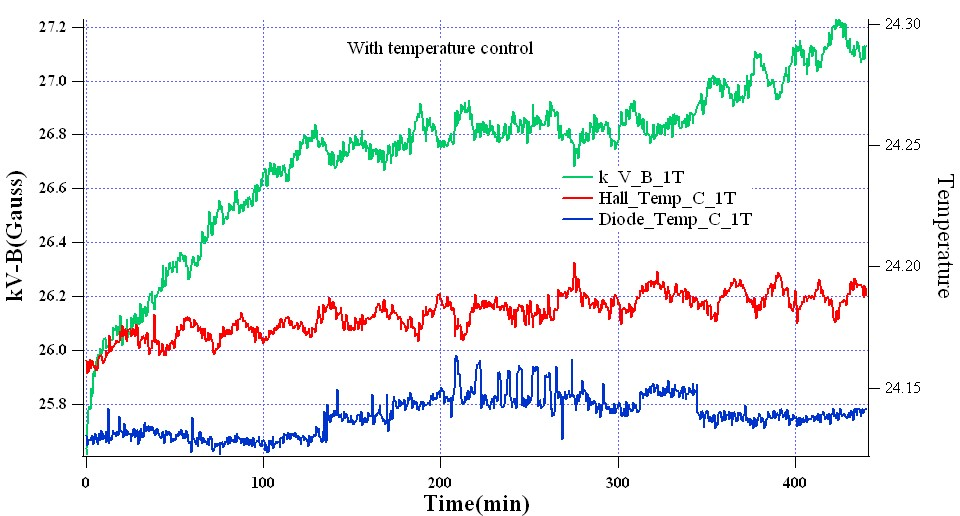 27.2
27.0
26.8
26.6
26.4
26.2
26.0
25.8
kV-B(Gauss)
With temperature control
k_V_B_1T
Hall_Temp_C_1T
Diode_Temp_C_1T
24.30
24.25
24.20
24.15
Temperature
0 100 200 300 400
Time(min)